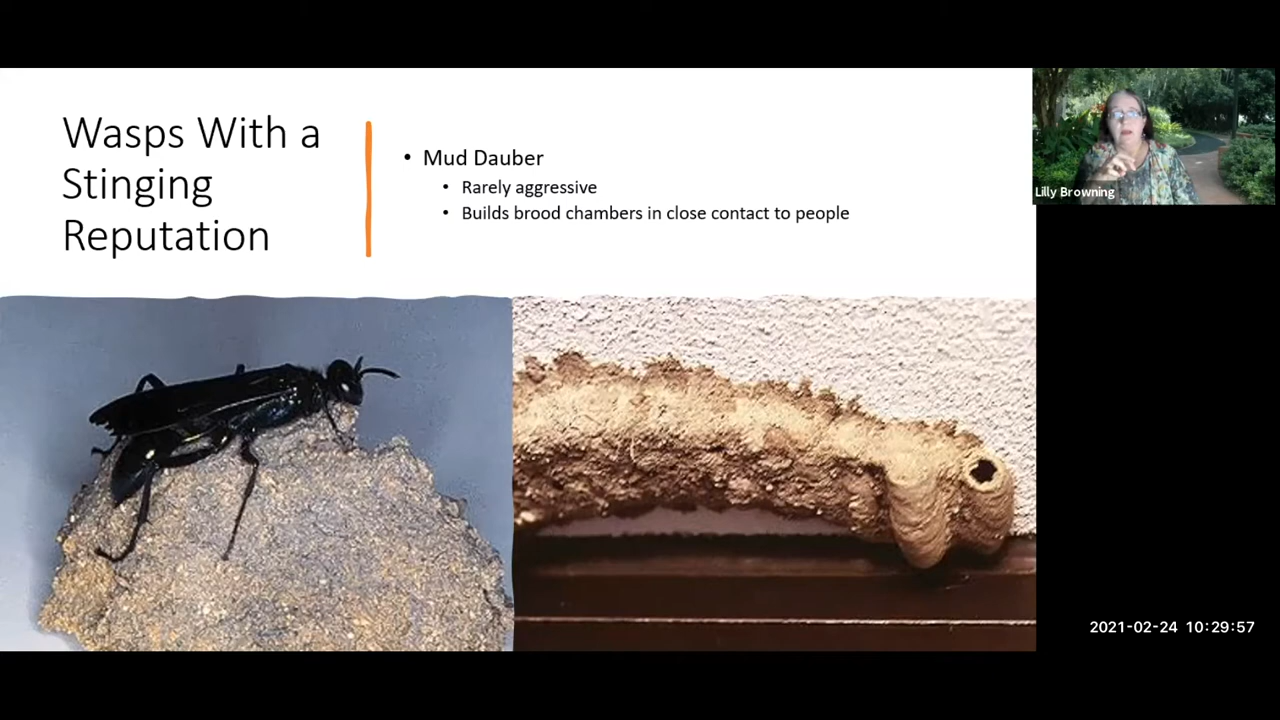 Wasps With a
Stinging
Reputation
• Mud Dauber
• Rarely aggressive
• Builds brood chambers in close contact to people
Lilly Browning
2021-02-24 10:29:57